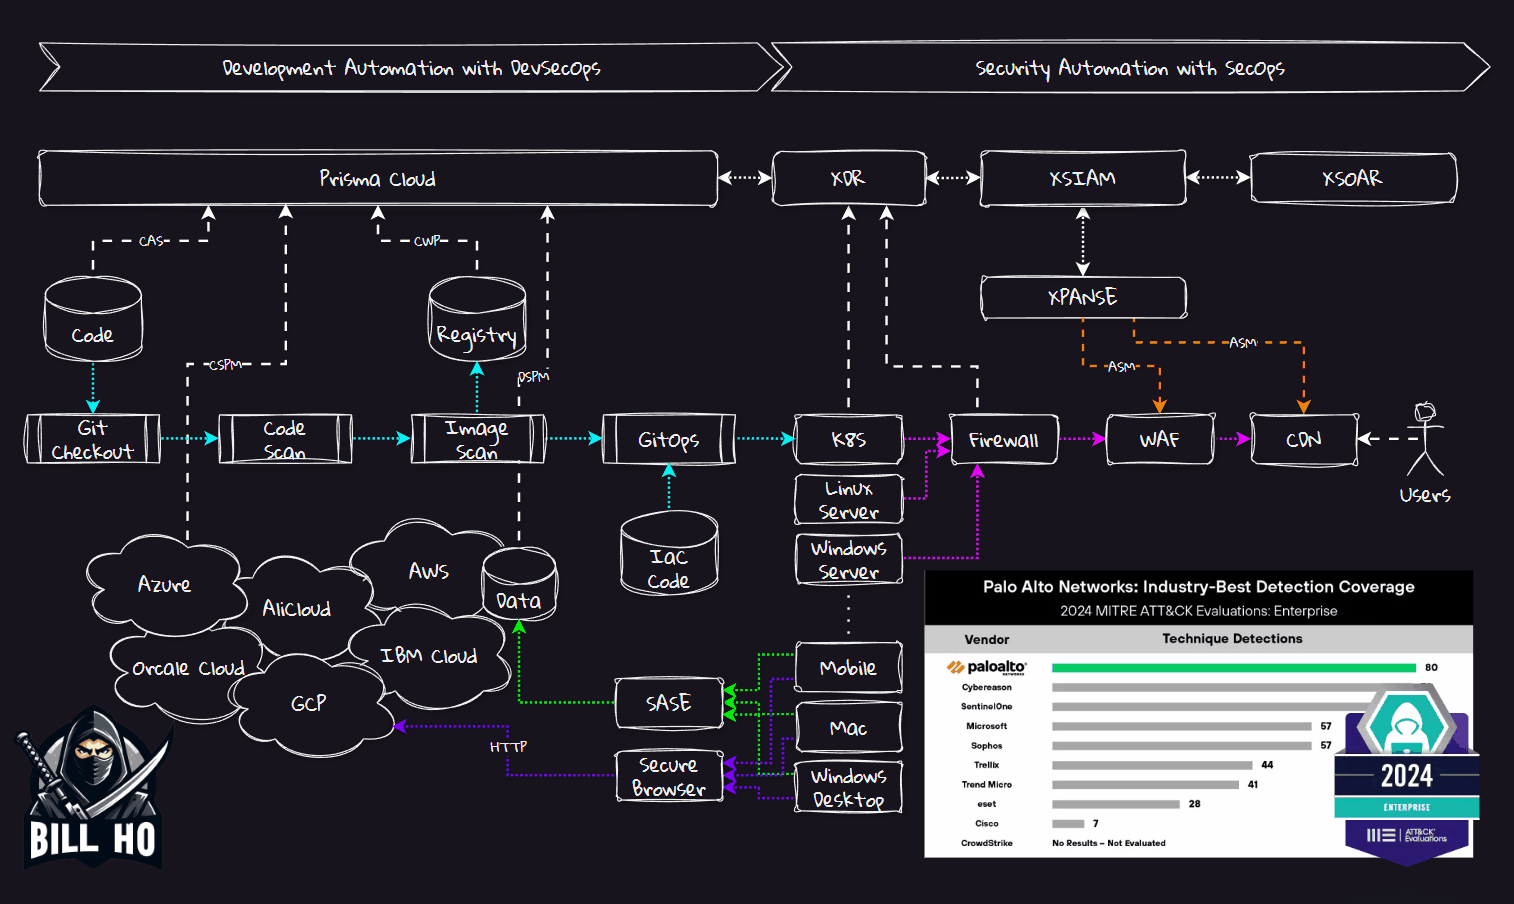 Development Automation with DevSecOps
Security Automation with SecOps
Prisma Cloud
XDR
XSIAM
XSOAR
CAS
CWP
XPANSE
Code
Registry
ASM
CSPM
DSPM
ASM
Git
Checkout
Code
Scan
Image
Scan
GitOps
K8S
Firewall
WAF
CDN
Users
Linux
Server
IaC
Code
Windows
Server
Azure
AliCloud
AWS
Data
Orcale Cloud
IBM Cloud
GCP
HTTP
SASE
Secure
Browser
Mobile
Mac
Windows
Desktop
BILL HO
Palo Alto Networks: Industry-Best Detection Coverage
2024 MITRE ATT&CK Evaluations: Enterprise
Vendor Technique Detections
paloalto 80
NETWORKS
Cybereason
SentinelOne
Microsoft 57
Sophos 57
Trellix 44
Trend Micro 41
eset 28
Cisco 7
CrowdStrike No Results – Not Evaluated
2024
ENTERPRISE
ATT&CK®
Evaluations